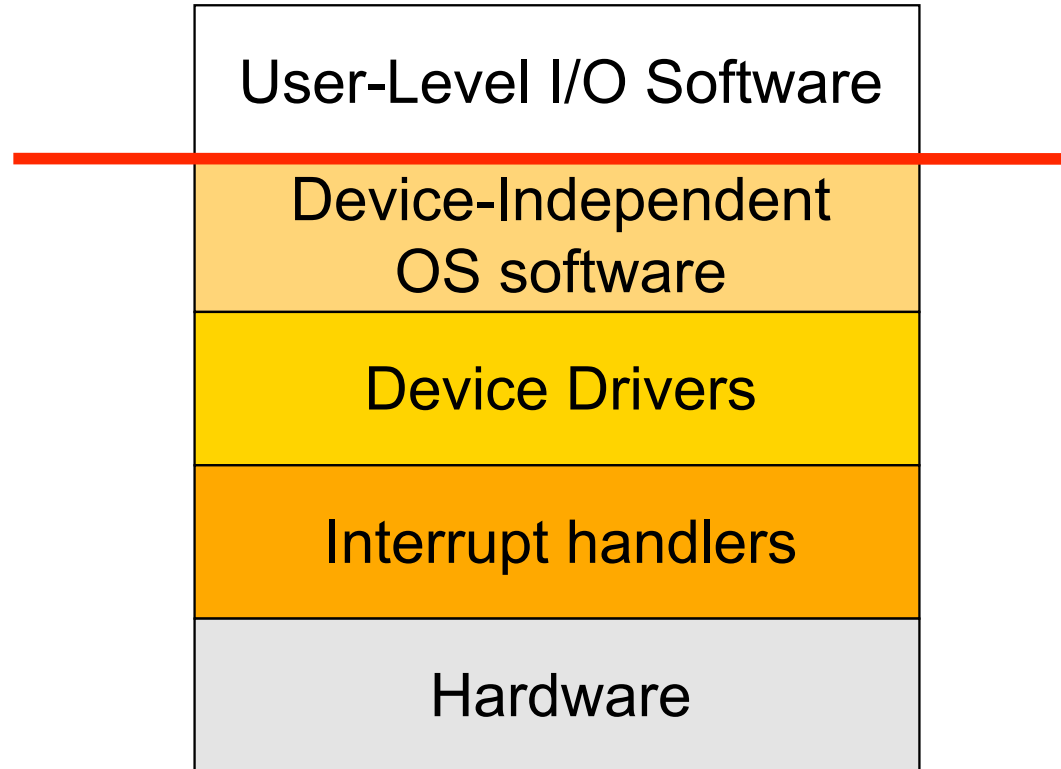 User-Level I/O Software
Device-Independent
OS software
Device Drivers
Interrupt handlers
Hardware